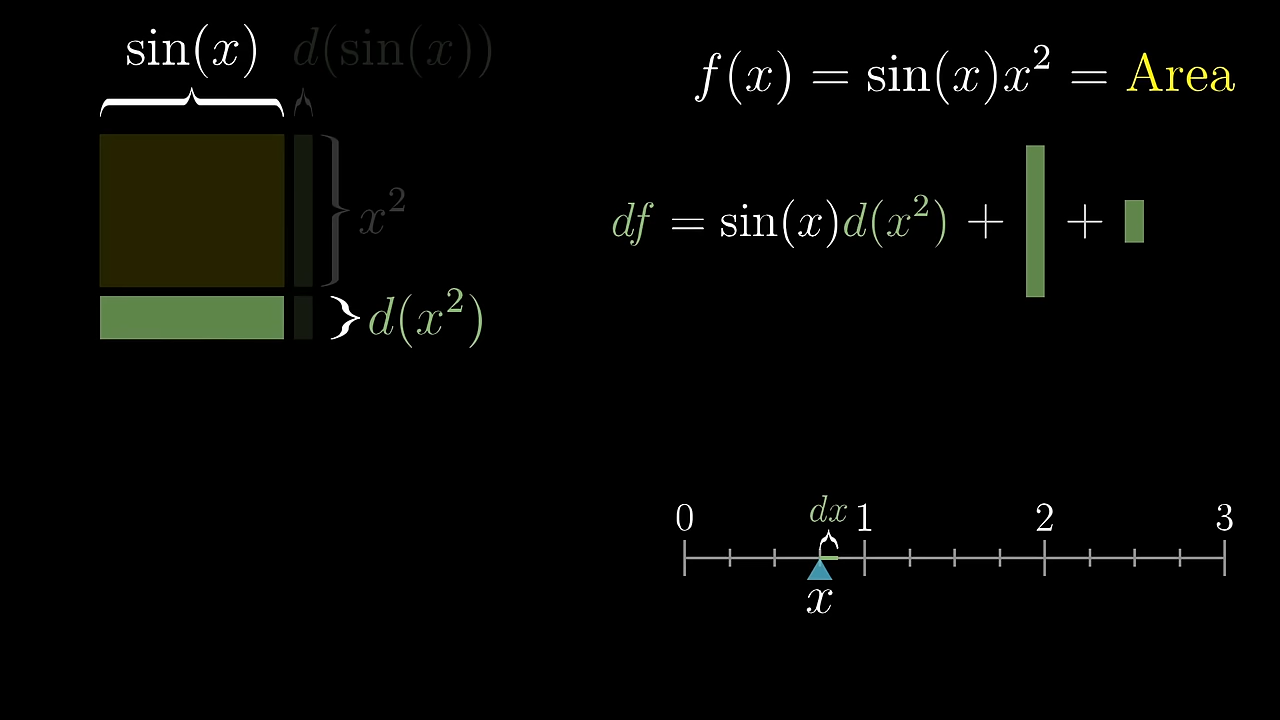 sin(x) d(sin(x))
f(x) = sin(x)x² = Area
x²
df = sin(x)d(x²) + +
d(x²)
dx
0 1 2 3
x